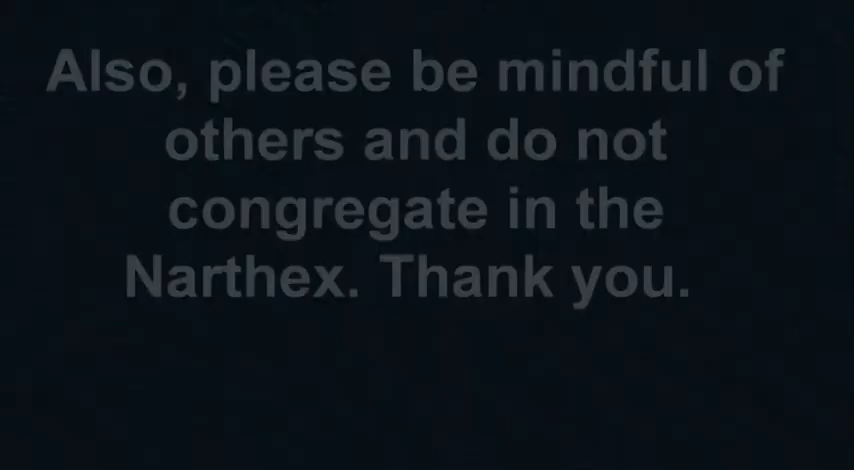 Also, please be mindful of
others and do not
congregate in the
Narthex. Thank you.